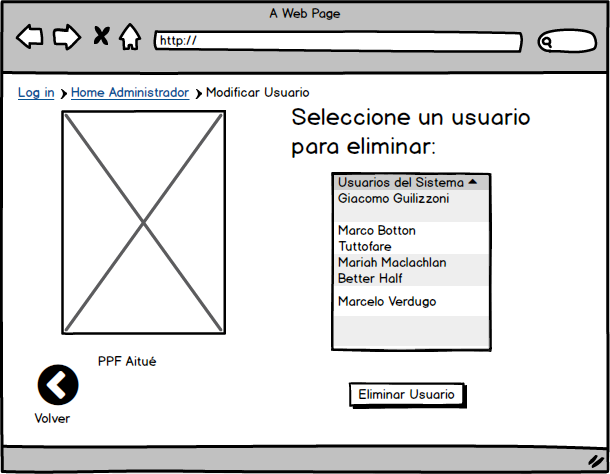 A Web Page
http://
Log in > Home Administrador > Modificar Usuario
Seleccione un usuario
para eliminar:
Usuarios del Sistema
Giacomo Guilizzoni
Marco Botton
Tuttofare
Mariah Maclachlan
Better Half
Marcelo Verdugo
PPF Aitué
Eliminar Usuario
Volver